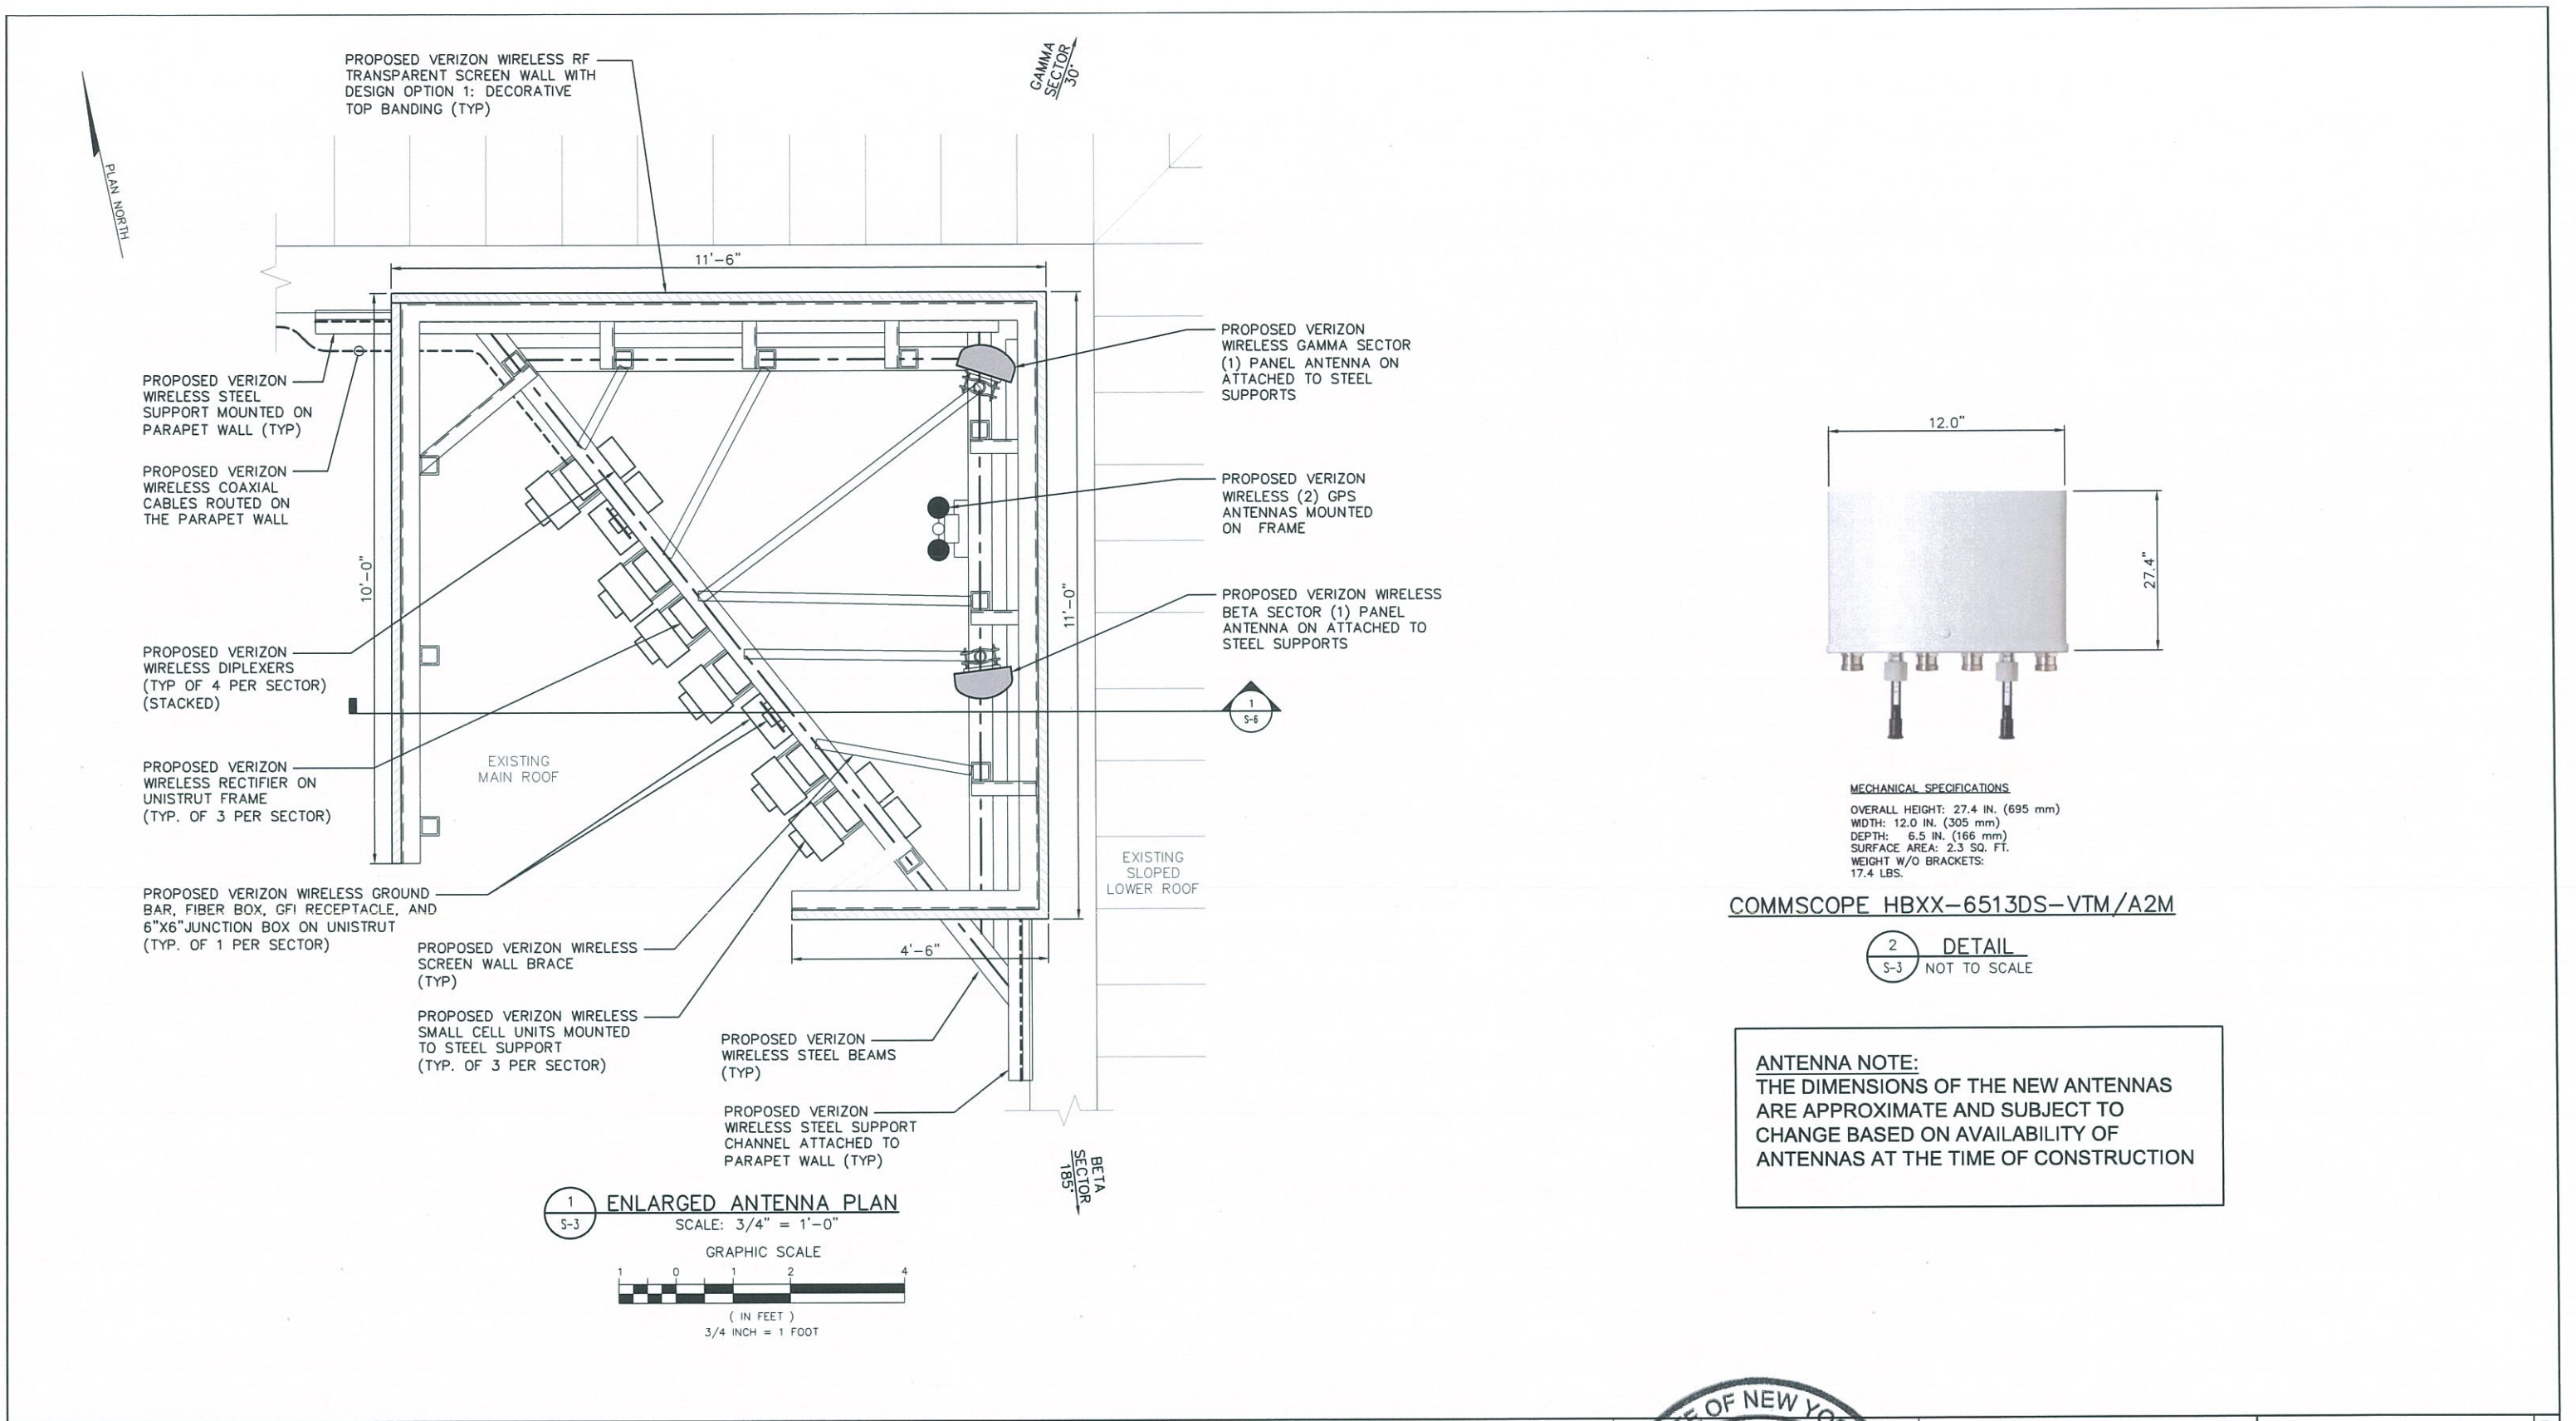 PROPOSED VERIZON WIRELESS RF
TRANSPARENT SCREEN WALL WITH
DESIGN OPTION 1: DECORATIVE
TOP BANDING (TYP)
GAMMA
SECTOR
30°
PLAN NORTH
11'-6"
PROPOSED VERIZON
WIRELESS STEEL
SUPPORT MOUNTED ON
PARAPET WALL (TYP)
PROPOSED VERIZON
WIRELESS COAXIAL
CABLES ROUTED ON
THE PARAPET WALL
10'-0"
PROPOSED VERIZON
WIRELESS DIPLEXERS
(TYP OF 4 PER SECTOR)
(STACKED)
PROPOSED VERIZON
WIRELESS RECTIFIER ON
UNISTRUT FRAME
(TYP. OF 3 PER SECTOR)
EXISTING
MAIN ROOF
PROPOSED VERIZON WIRELESS GROUND
BAR, FIBER BOX, GFI RECEPTACLE, AND
6"X6"JUNCTION BOX ON UNISTRUT
(TYP. OF 1 PER SECTOR)
PROPOSED VERIZON WIRELESS
SCREEN WALL BRACE
(TYP)
PROPOSED VERIZON WIRELESS
SMALL CELL UNITS MOUNTED
TO STEEL SUPPORT
(TYP. OF 3 PER SECTOR)
PROPOSED VERIZON
WIRELESS GAMMA SECTOR
(1) PANEL ANTENNA ON
ATTACHED TO STEEL
SUPPORTS
PROPOSED VERIZON
WIRELESS (2) GPS
ANTENNAS MOUNTED
ON FRAME
11'-0"
PROPOSED VERIZON WIRELESS
BETA SECTOR (1) PANEL
ANTENNA ON ATTACHED TO
STEEL SUPPORTS
1
S-6
EXISTING
SLOPED
LOWER ROOF
4'-6"
PROPOSED VERIZON
WIRELESS STEEL BEAMS
(TYP)
PROPOSED VERIZON
WIRELESS STEEL SUPPORT
CHANNEL ATTACHED TO
PARAPET WALL (TYP)
BETA
SECTOR
185°
1
S-3
ENLARGED ANTENNA PLAN
SCALE: 3/4" = 1'-0"
GRAPHIC SCALE
1 0 1 2 4
( IN FEET )
3/4 INCH = 1 FOOT
12.0"
27.4"
MECHANICAL SPECIFICATIONS
OVERALL HEIGHT: 27.4 IN. (695 mm)
WIDTH: 12.0 IN. (305 mm)
DEPTH: 6.5 IN. (166 mm)
SURFACE AREA: 2.3 SQ. FT.
WEIGHT W/O BRACKETS:
17.4 LBS.
COMMSCOPE HBXX-6513DS-VTM/A2M
2
S-3
DETAIL
NOT TO SCALE
ANTENNA NOTE:
THE DIMENSIONS OF THE NEW ANTENNAS
ARE APPROXIMATE AND SUBJECT TO
CHANGE BASED ON AVAILABILITY OF
ANTENNAS AT THE TIME OF CONSTRUCTION
OF NEW